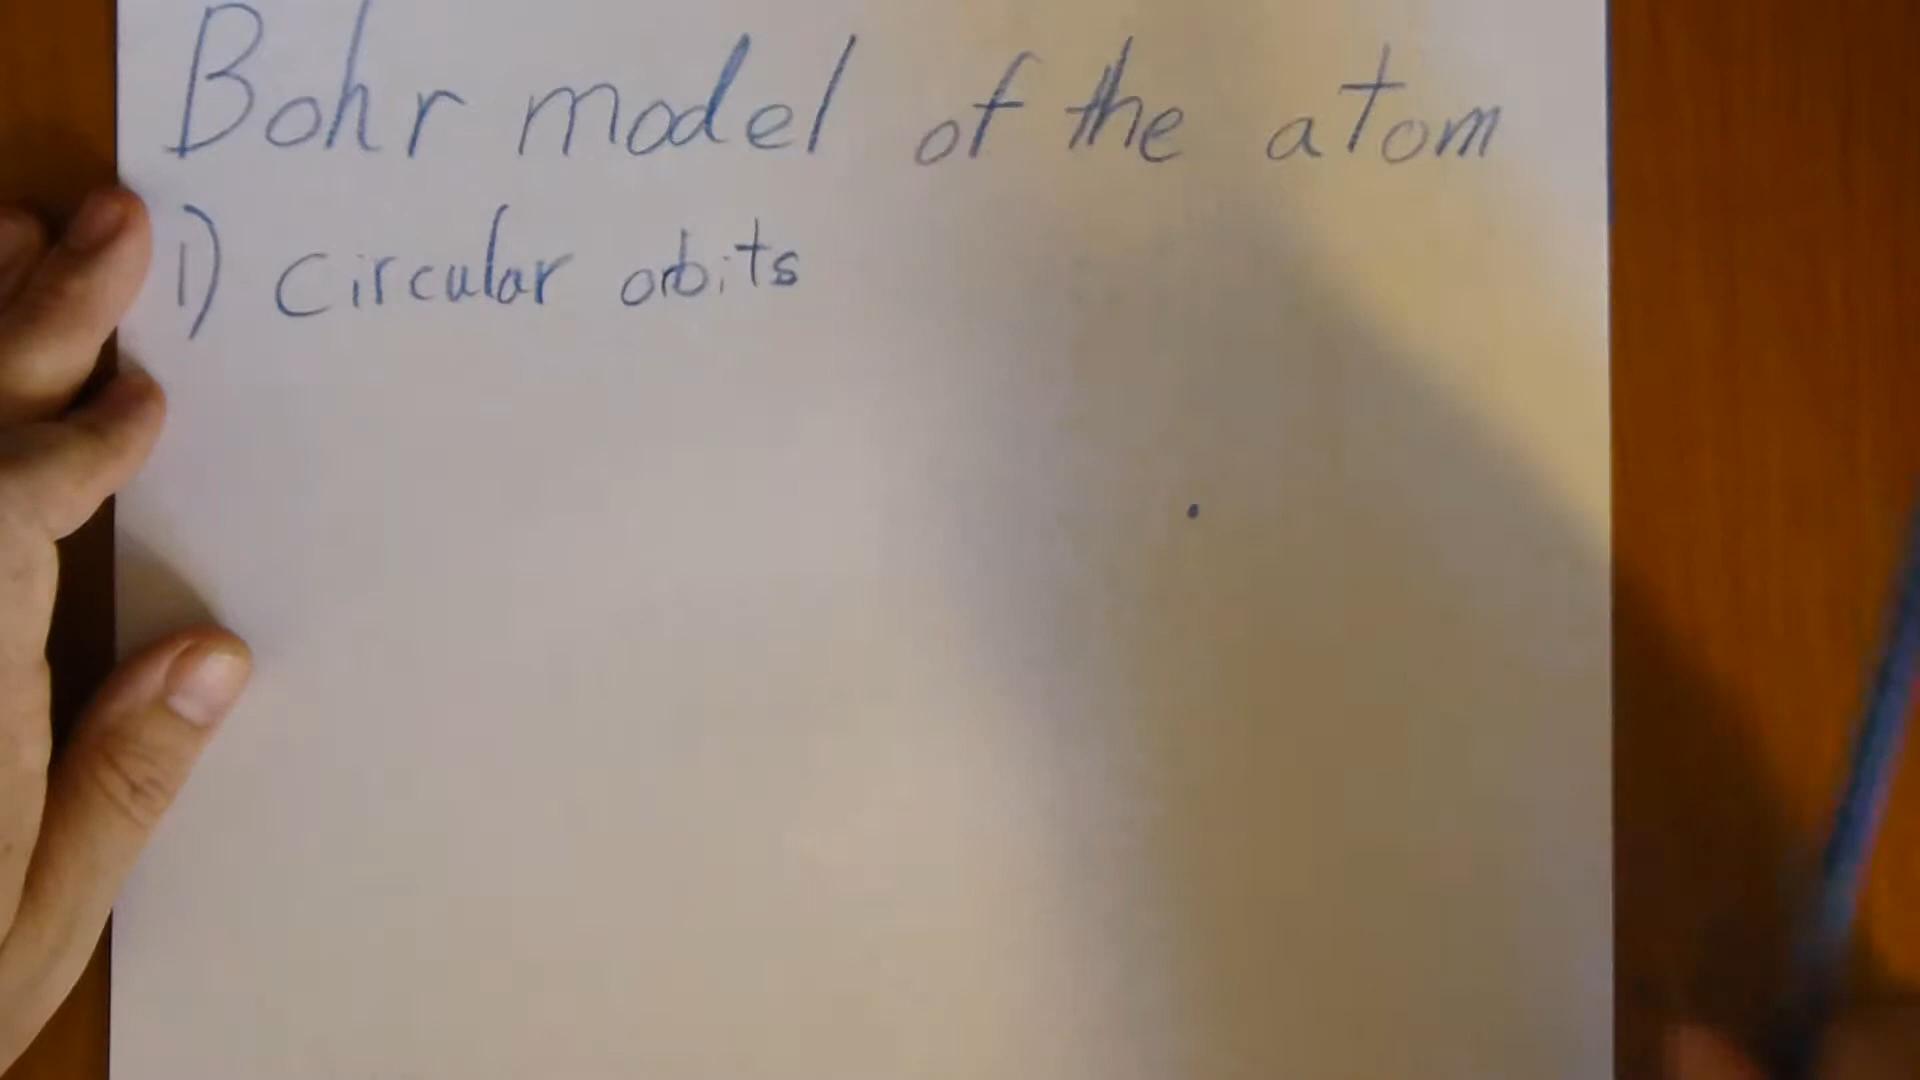 Bohr model of the atom
1) circular orbits